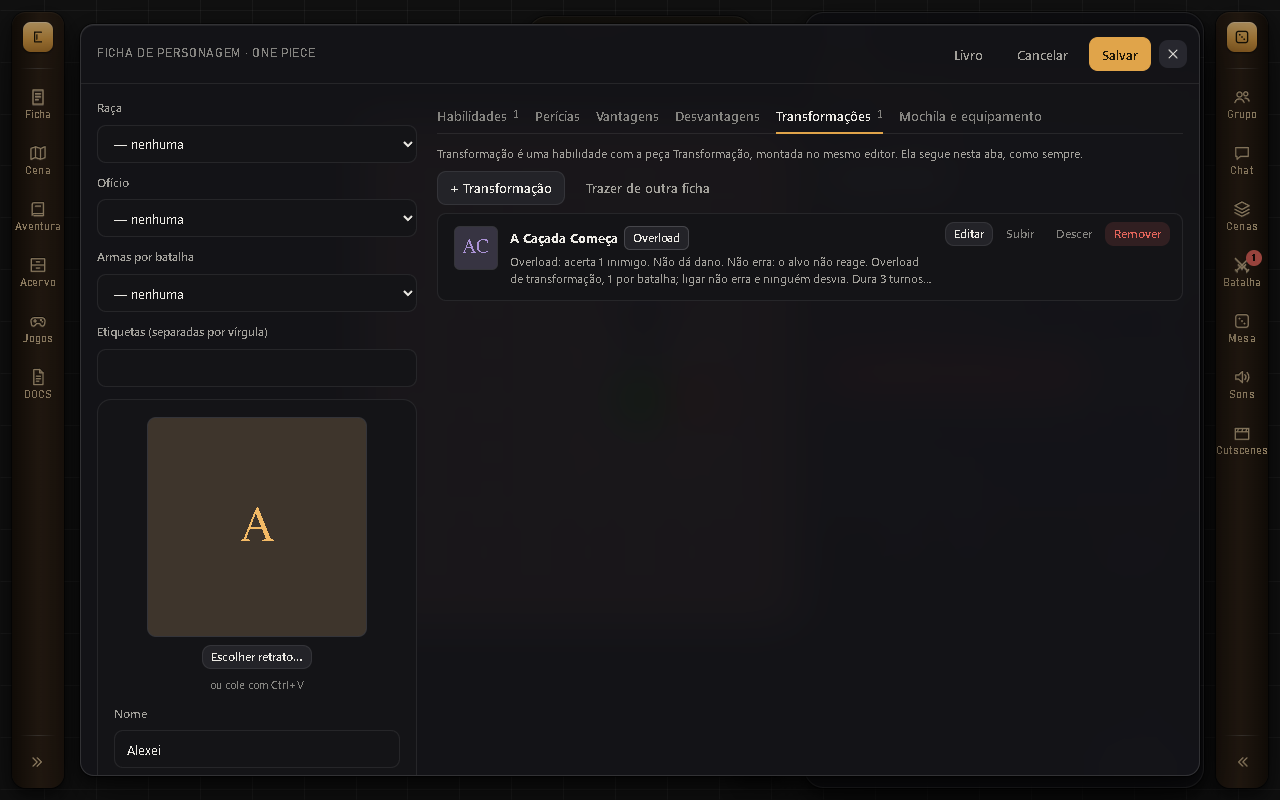 FICHA DE PERSONAGEM · ONE PIECE
Livro
Cancelar
Salvar
Ficha
Cena
Aventura
Acervo
Jogos
DOCS
Raça
— nenhuma
Ofício
— nenhuma
Armas por batalha
— nenhuma
Etiquetas (separadas por vírgula)
A
Escolher retrato...
ou cole com Ctrl+V
Nome
Alexei
Habilidades 1
Perícias
Vantagens
Desvantagens
Transformações 1
Mochila e equipamento
Transformação é uma habilidade com a peça Transformação, montada no mesmo editor. Ela segue nesta aba, como sempre.
+ Transformação
Trazer de outra ficha
AC
A Caçada Começa
Overload
Editar
Subir
Descer
Remover
Overload: acerta 1 inimigo. Não dá dano. Não erra: o alvo não reage. Overload
de transformação, 1 por batalha; ligar não erra e ninguém desvia. Dura 3 turnos...
Grupo
Chat
Cenas
1
Batalha
Mesa
Sons
Cutscenes